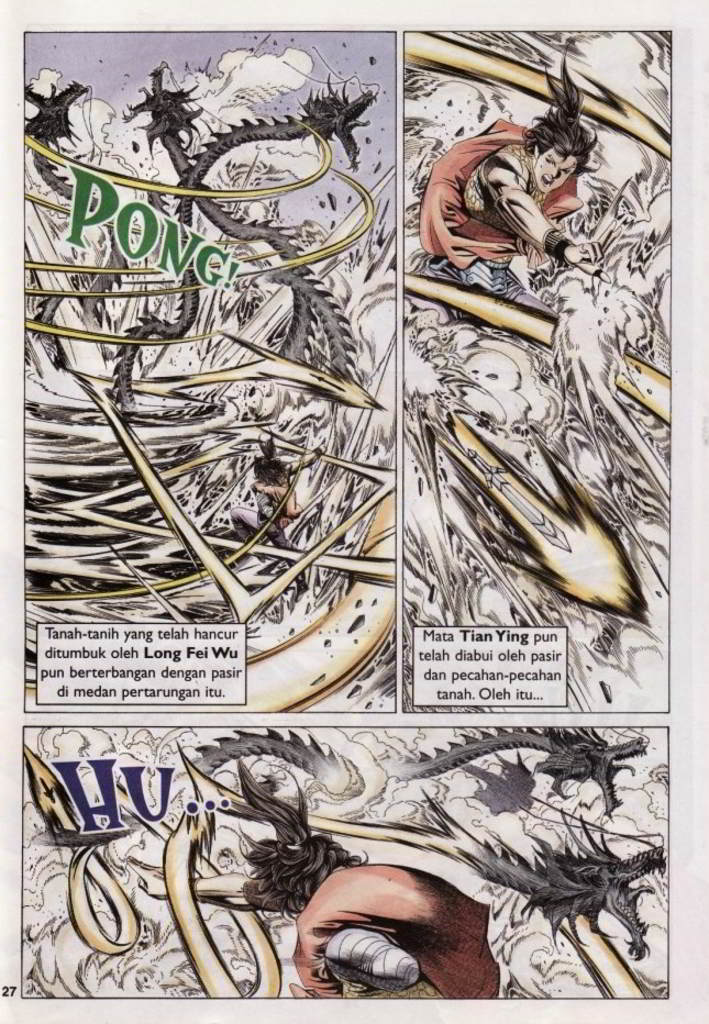 PONG!
Tanah-tanih yang telah hancur
ditumbuk oleh Long Fei Wu
pun berterbangan dengan pasir
di medan pertarungan itu.
Mata Tian Ying pun
telah diabui oleh pasir
dan pecahan-pecahan
tanah. Oleh itu...
HU...
27